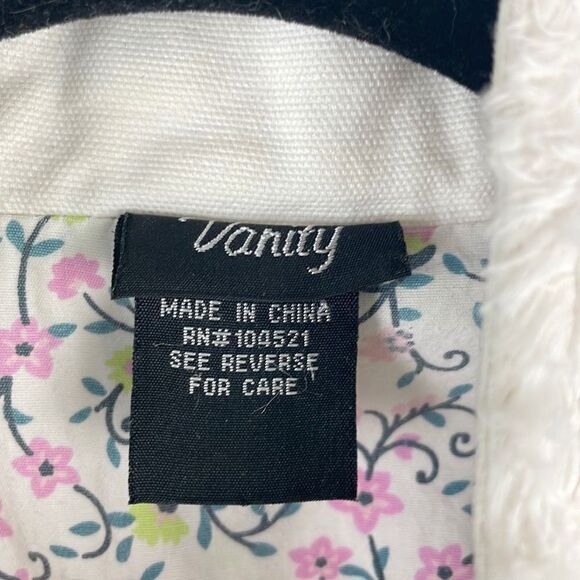 Vanity
MADE IN CHINA
RN#104521
SEE REVERSE
FOR CARE